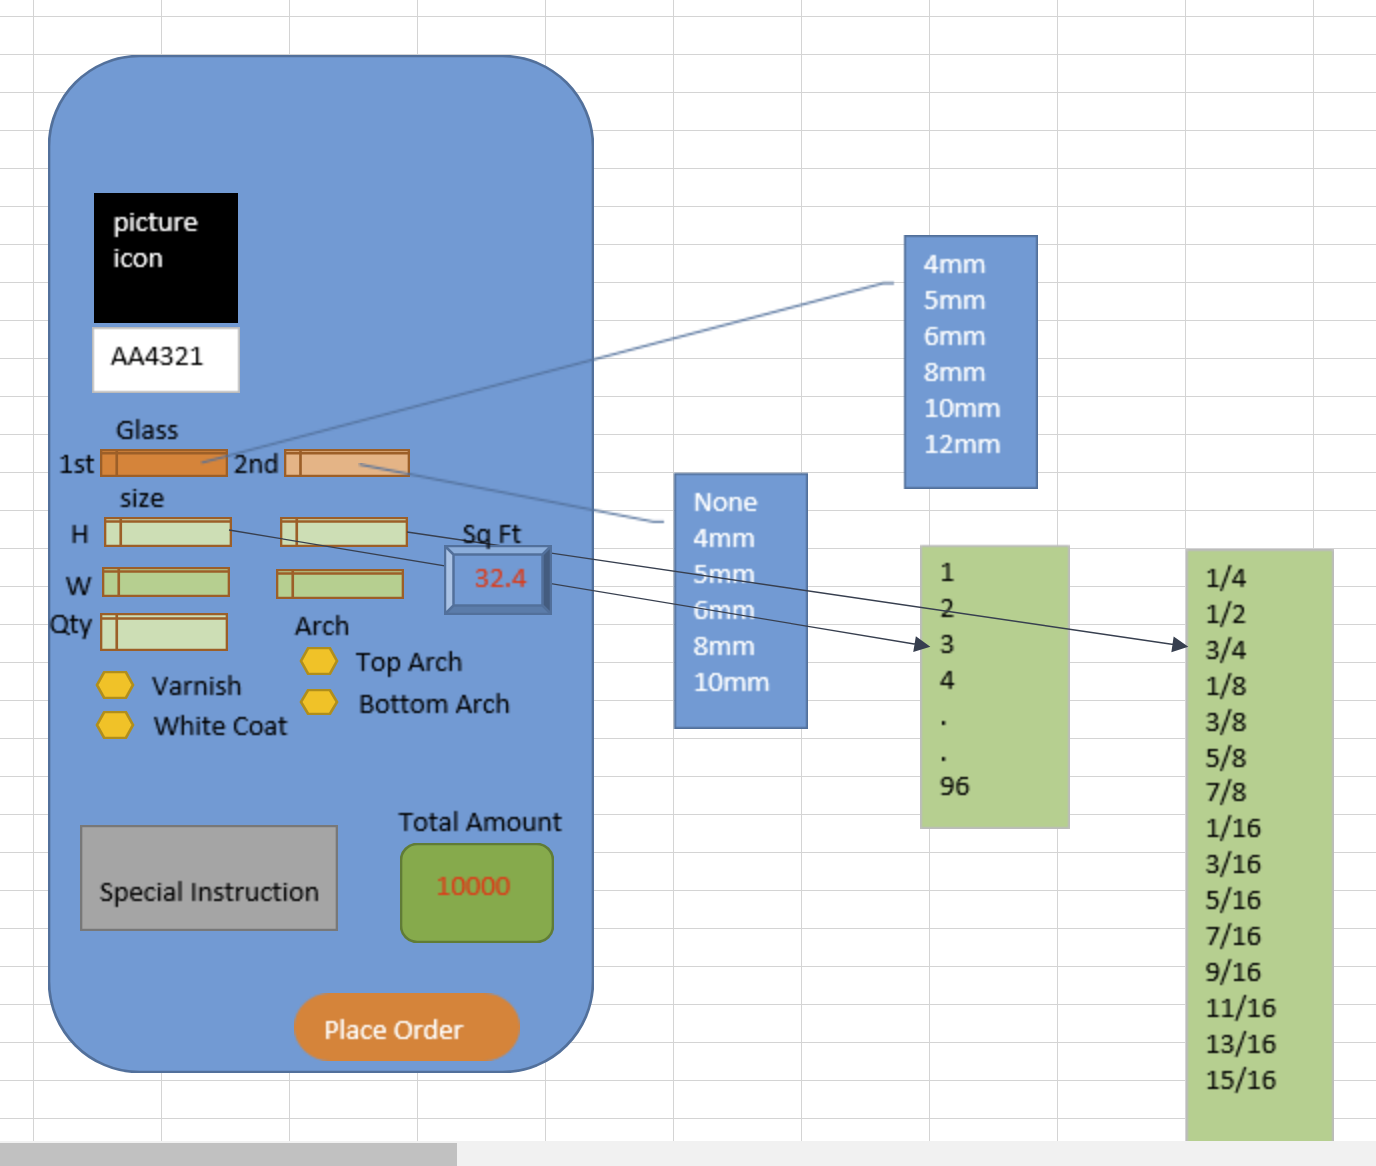 picture
icon
AA4321
Glass
1st
2nd
size
H
Sq Ft
32.4
W
Qty
Arch
Top Arch
Varnish
Bottom Arch
White Coat
Special Instruction
Total Amount
10000
Place Order
4mm
5mm
6mm
8mm
10mm
12mm
None
4mm
5mm
6mm
8mm
10mm
1
2
3
4
.
.
96
1/4
1/2
3/4
1/8
3/8
5/8
7/8
1/16
3/16
5/16
7/16
9/16
11/16
13/16
15/16